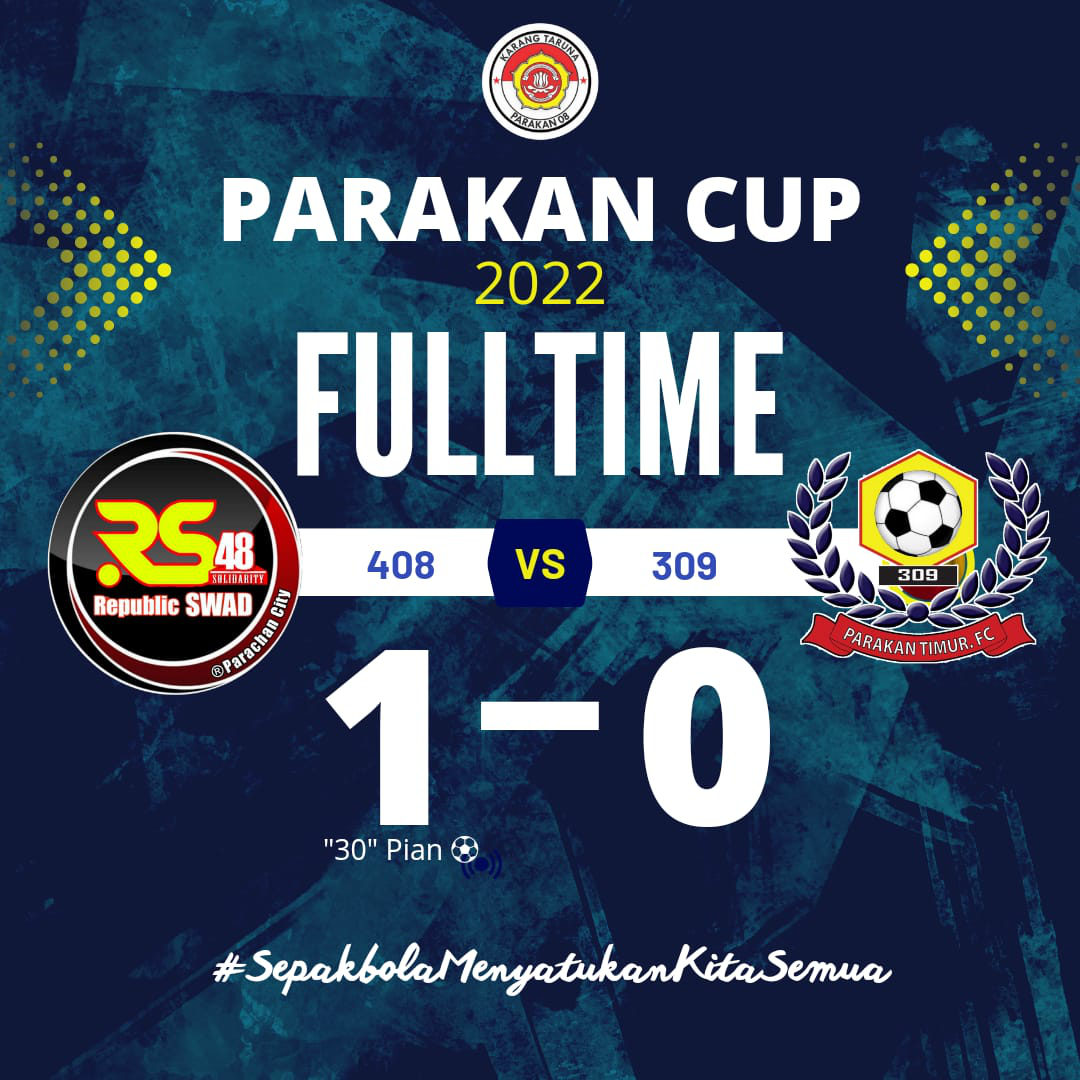 KARANG TARUNA
PARAKAN 08
PARAKAN CUP
2022
FULLTIME
RS 48
SOLIDARITY
Republic SWAD
®Parachan City
408 VS 309
309
PARAKAN TIMUR. FC
1 – 0
"30" Pian
#SepakbolaMenyatukanKitaSemua